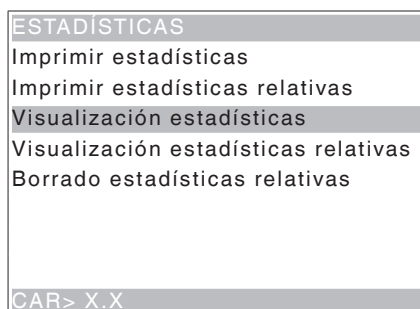 ESTADÍSTICAS
Imprimir estadísticas
Imprimir estadísticas relativas
Visualización estadísticas
Visualización estadísticas relativas
Borrado estadísticas relativas
CAR> X.X